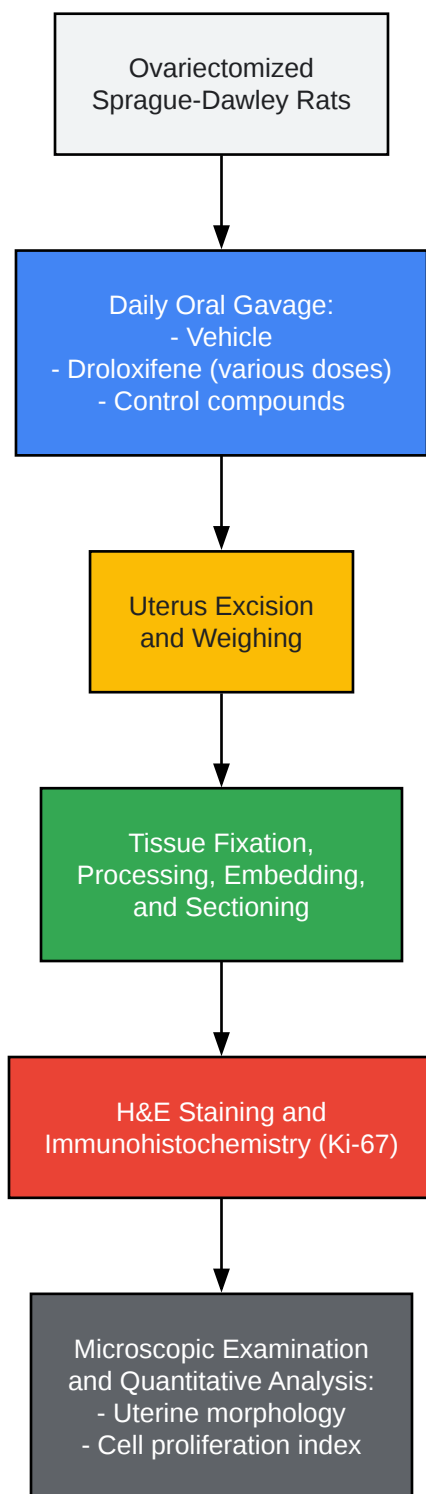 Ovariectomized
Sprague-Dawley Rats
Daily Oral Gavage:
- Vehicle
- Droloxifene (various doses)
- Control compounds
Uterus Excision
and Weighing
Tissue Fixation,
Processing, Embedding,
and Sectioning
H&E Staining and
Immunohistochemistry (Ki-67)
Microscopic Examination
and Quantitative Analysis:
- Uterine morphology
- Cell proliferation index